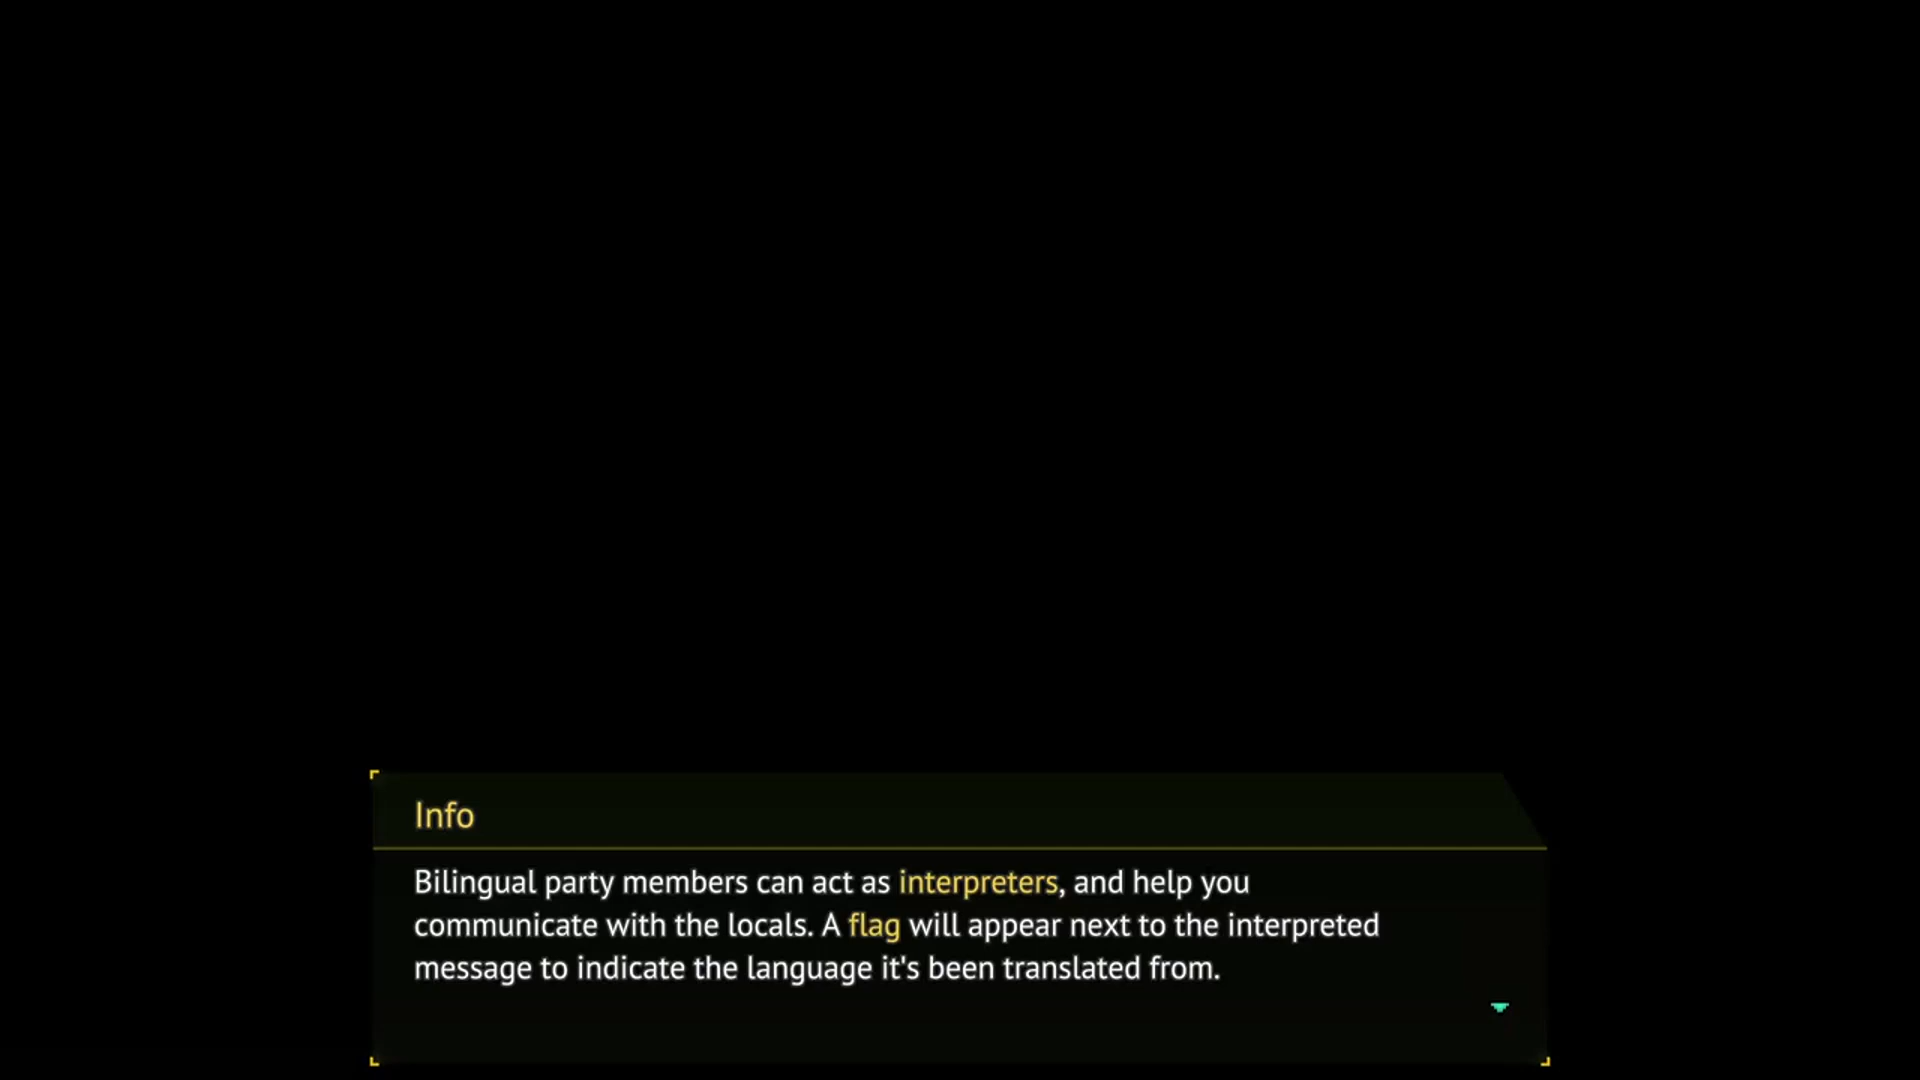 Info
Bilingual party members can act as interpreters, and help you
communicate with the locals. A flag will appear next to the interpreted
message to indicate the language it's been translated from.